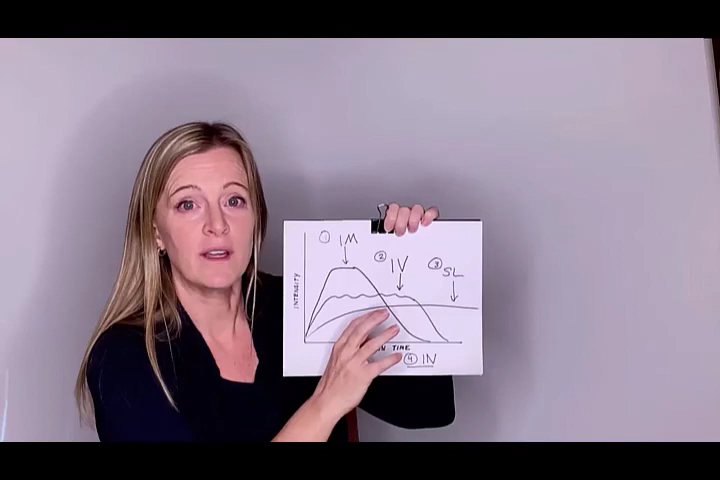 ① IM
② IV
③ SL
INTENSITY
TIME
④ IN